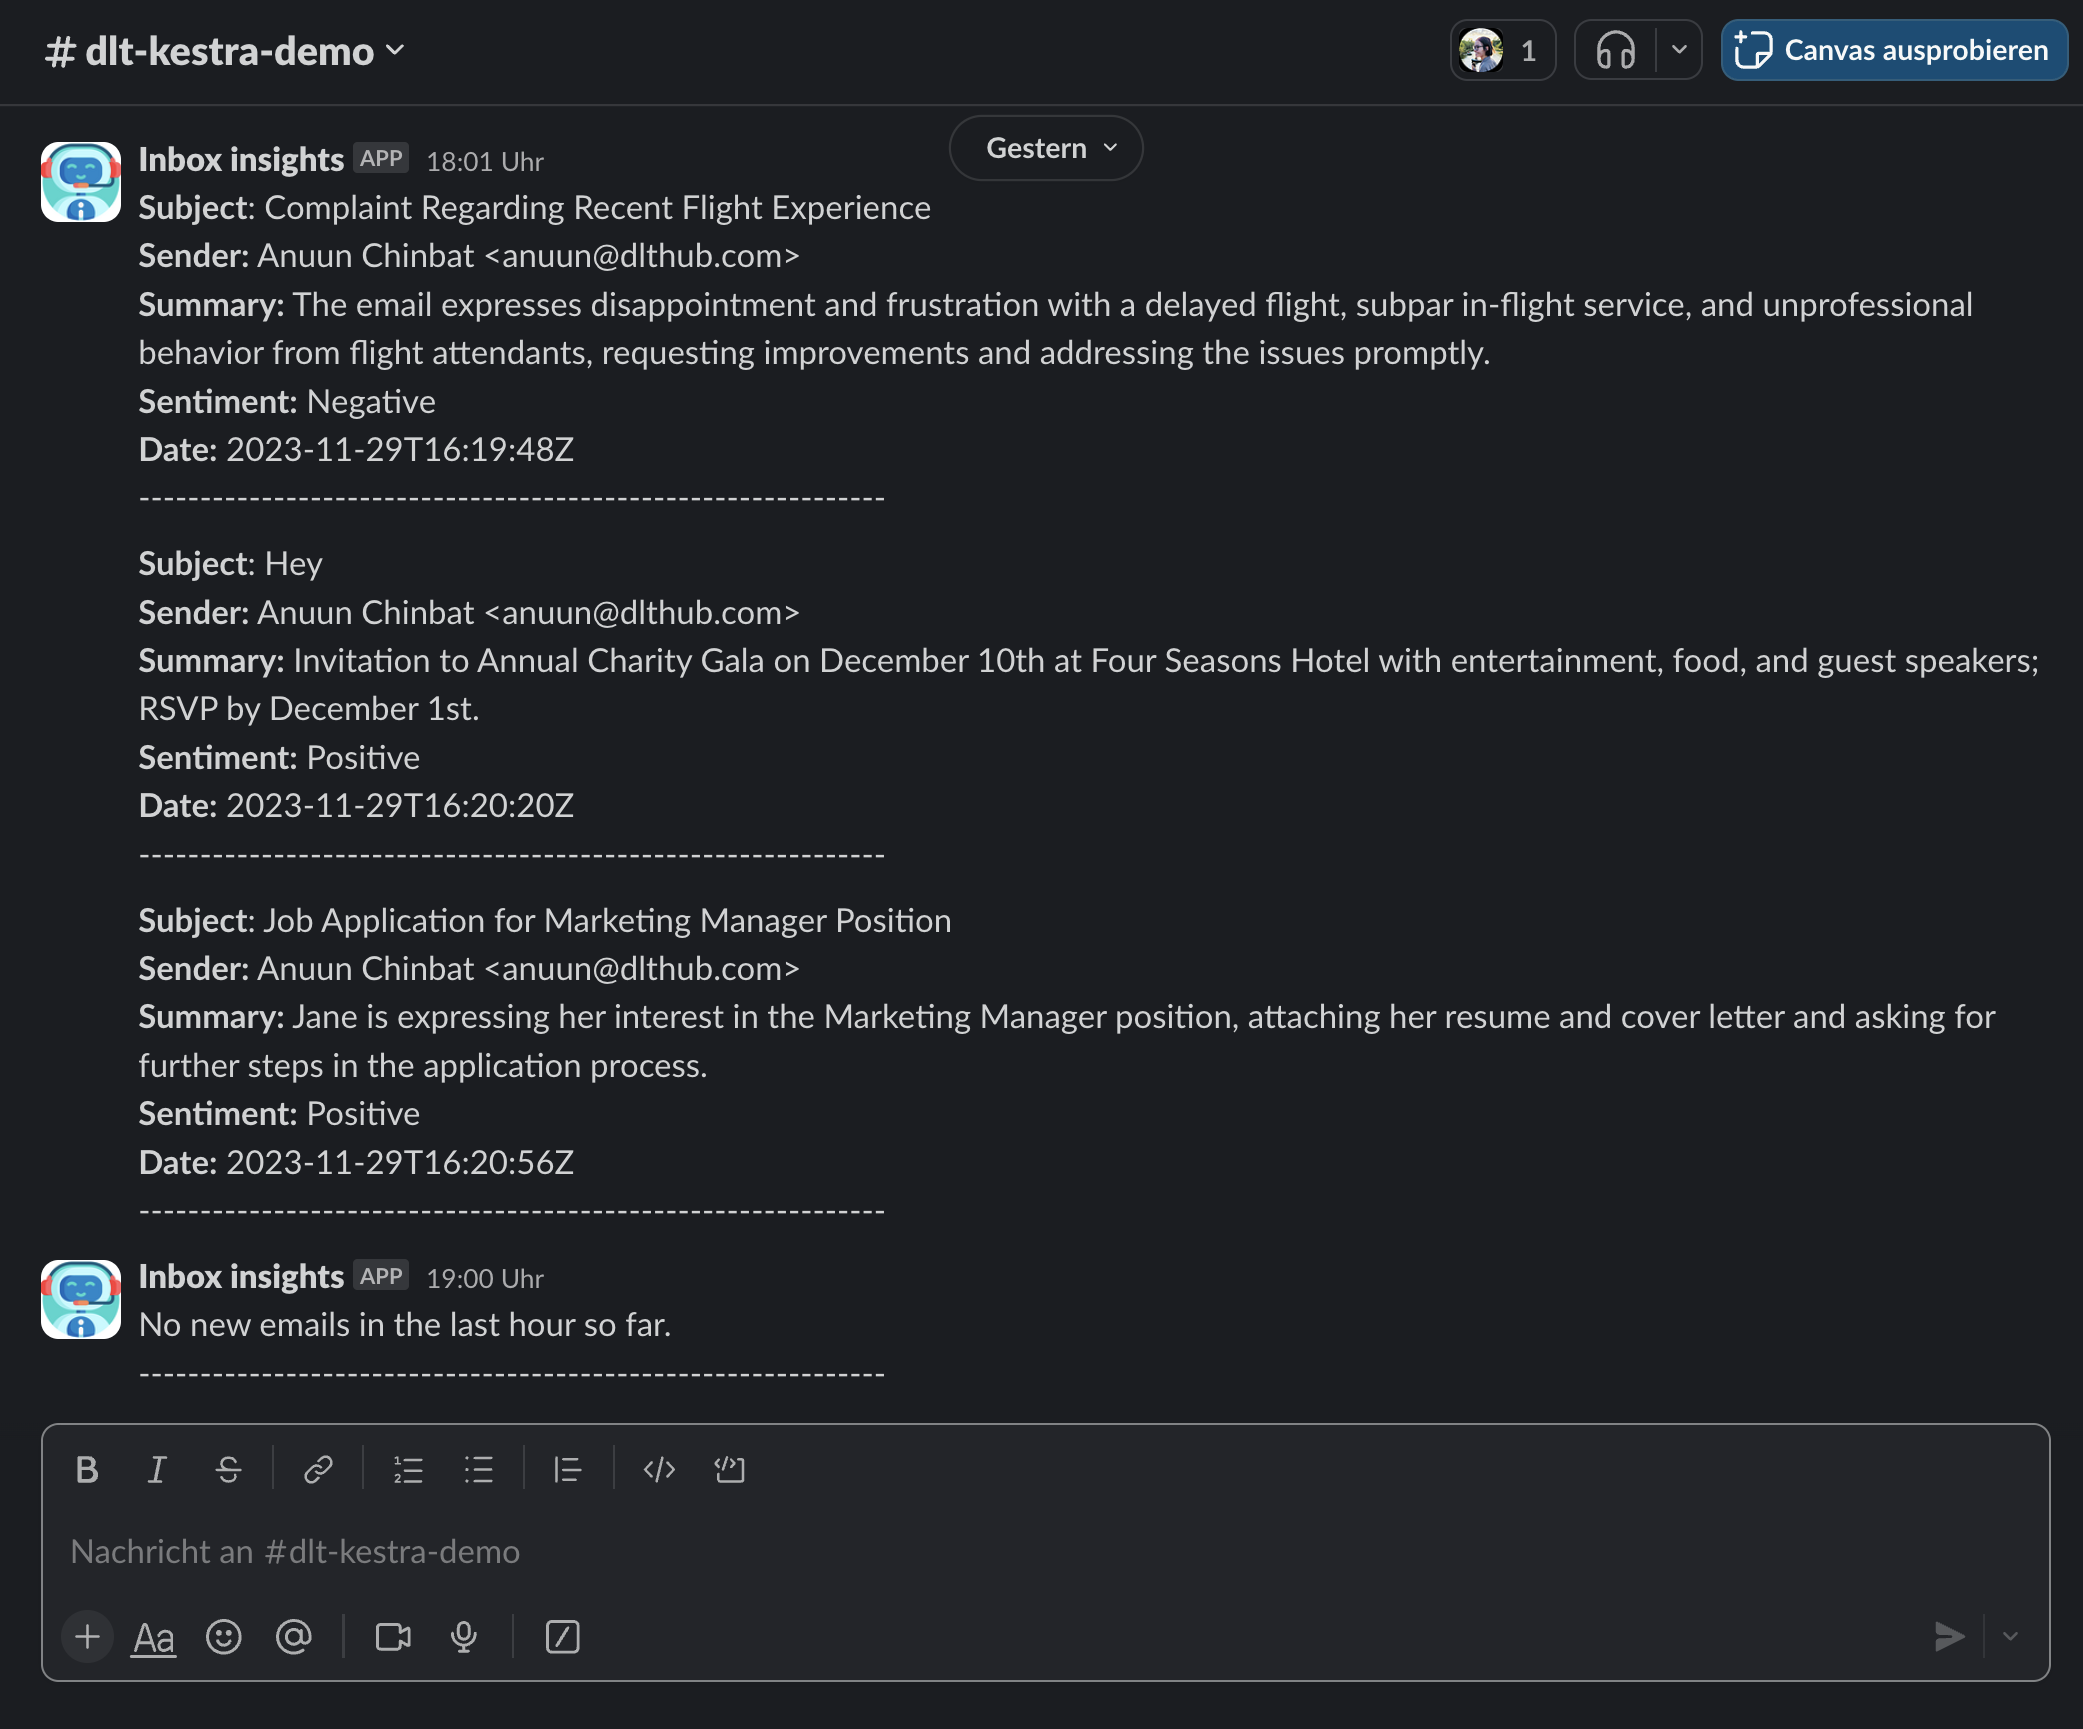 # dlt-kestra-demo
1
Canvas ausprobieren
Gestern
Inbox insights APP 18:01 Uhr
Subject: Complaint Regarding Recent Flight Experience
Sender: Anuun Chinbat <anuun@dlthub.com>
Summary: The email expresses disappointment and frustration with a delayed flight, subpar in-flight service, and unprofessional
behavior from flight attendants, requesting improvements and addressing the issues promptly.
Sentiment: Negative
Date: 2023-11-29T16:19:48Z
-------------------------------------------------------------
Subject: Hey
Sender: Anuun Chinbat <anuun@dlthub.com>
Summary: Invitation to Annual Charity Gala on December 10th at Four Seasons Hotel with entertainment, food, and guest speakers;
RSVP by December 1st.
Sentiment: Positive
Date: 2023-11-29T16:20:20Z
-------------------------------------------------------------
Subject: Job Application for Marketing Manager Position
Sender: Anuun Chinbat <anuun@dlthub.com>
Summary: Jane is expressing her interest in the Marketing Manager position, attaching her resume and cover letter and asking for
further steps in the application process.
Sentiment: Positive
Date: 2023-11-29T16:20:56Z
-------------------------------------------------------------
Inbox insights APP 19:00 Uhr
No new emails in the last hour so far.
-------------------------------------------------------------
B I S
Nachricht an #dlt-kestra-demo
Aa